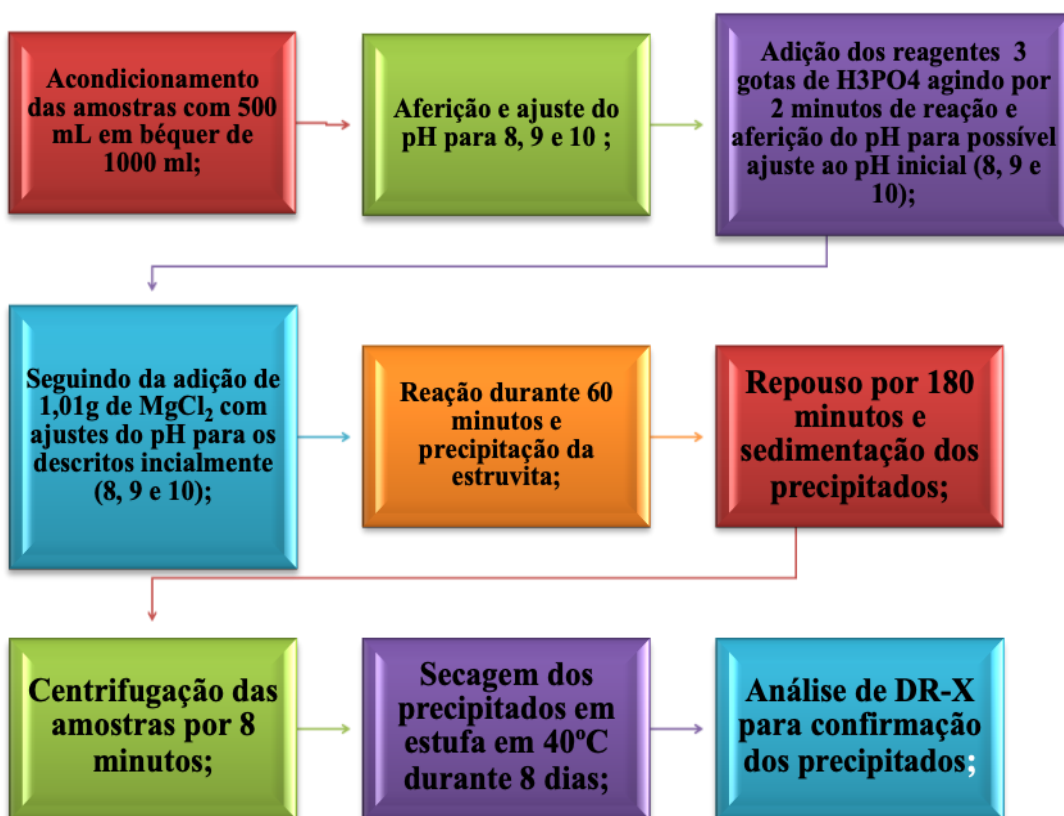 Acondicionamento
das amostras com 500
mL em béquer de
1000 ml;
Aferição e ajuste do
pH para 8, 9 e 10 ;
Adição dos reagentes 3
gotas de H3PO4 agindo por
2 minutos de reação e
aferição do pH para possível
ajuste ao pH inicial (8, 9 e
10);
Seguindo da adição de
1,01g de MgCl₂ com
ajustes do pH para os
descritos incialmente
(8, 9 e 10);
Reação durante 60
minutos e
precipitação da
estruvita;
Repouso por 180
minutos e
sedimentação dos
precipitados;
Centrifugação das
amostras por 8
minutos;
Secagem dos
precipitados em
estufa em 40ºC
durante 8 dias;
Análise de DR-X
para confirmação
dos precipitados;